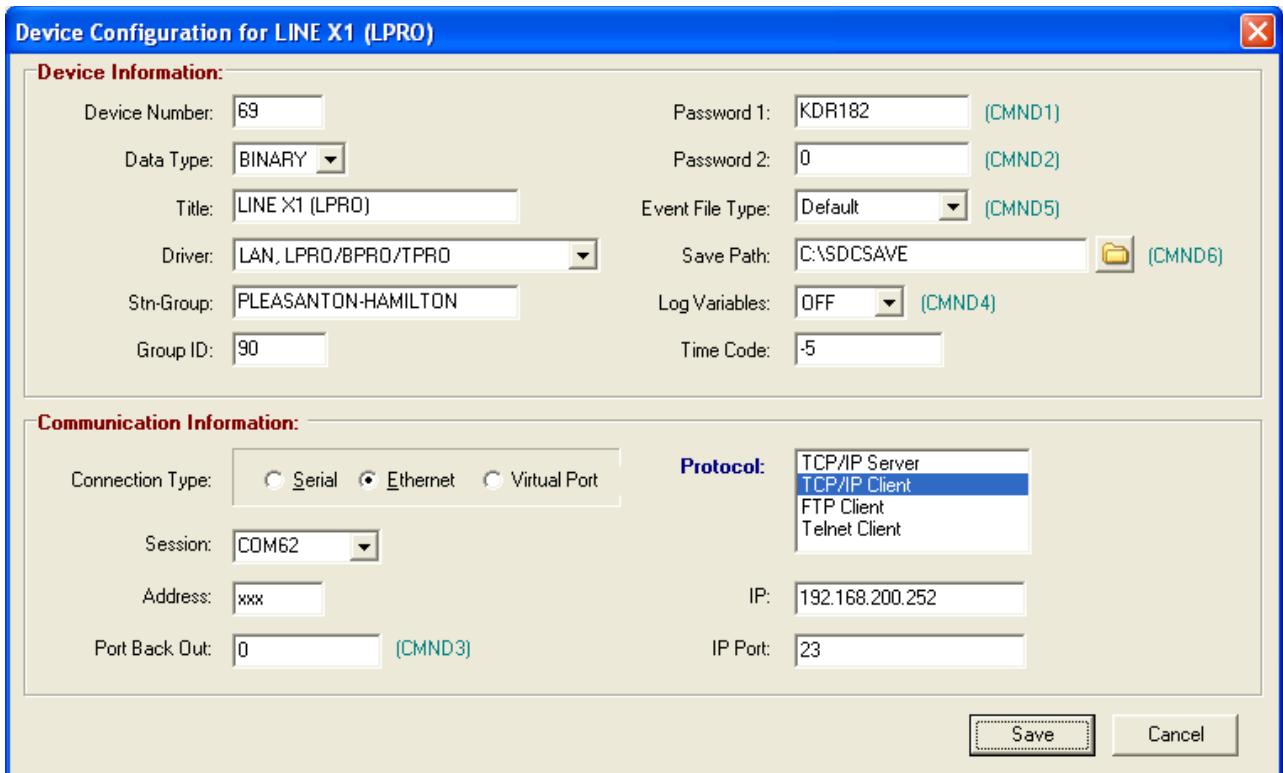 Device Configuration for LINE X1 (LPRO)
Device Information:
Device Number: 69
Data Type: BINARY
Title: LINE X1 (LPRO)
Driver: LAN, LPRO/BPRO/TPRO
Stn-Group: PLEASANTON-HAMILTON
Group ID: 90
Password 1: KDR182 (CMND1)
Password 2: 0 (CMND2)
Event File Type: Default (CMND5)
Save Path: C:\SDCSAVE (CMND6)
Log Variables: OFF (CMND4)
Time Code: -5
Communication Information:
Connection Type: Serial Ethernet Virtual Port
Session: COM62
Address: xxx
Port Back Out: 0 (CMND3)
Protocol: TCP/IP Server
TCP/IP Client
FTP Client
Telnet Client
IP: 192.168.200.252
IP Port: 23
Save Cancel